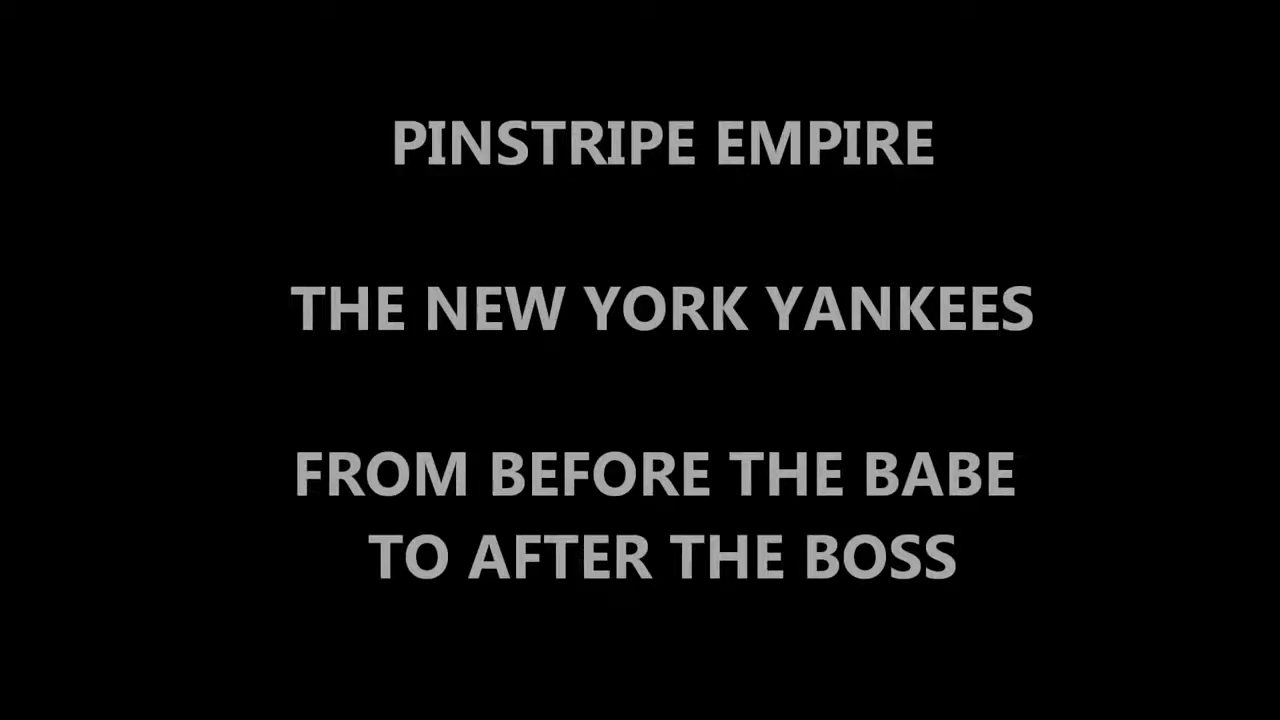 PINSTRIPE EMPIRE
THE NEW YORK YANKEES
FROM BEFORE THE BABE
TO AFTER THE BOSS